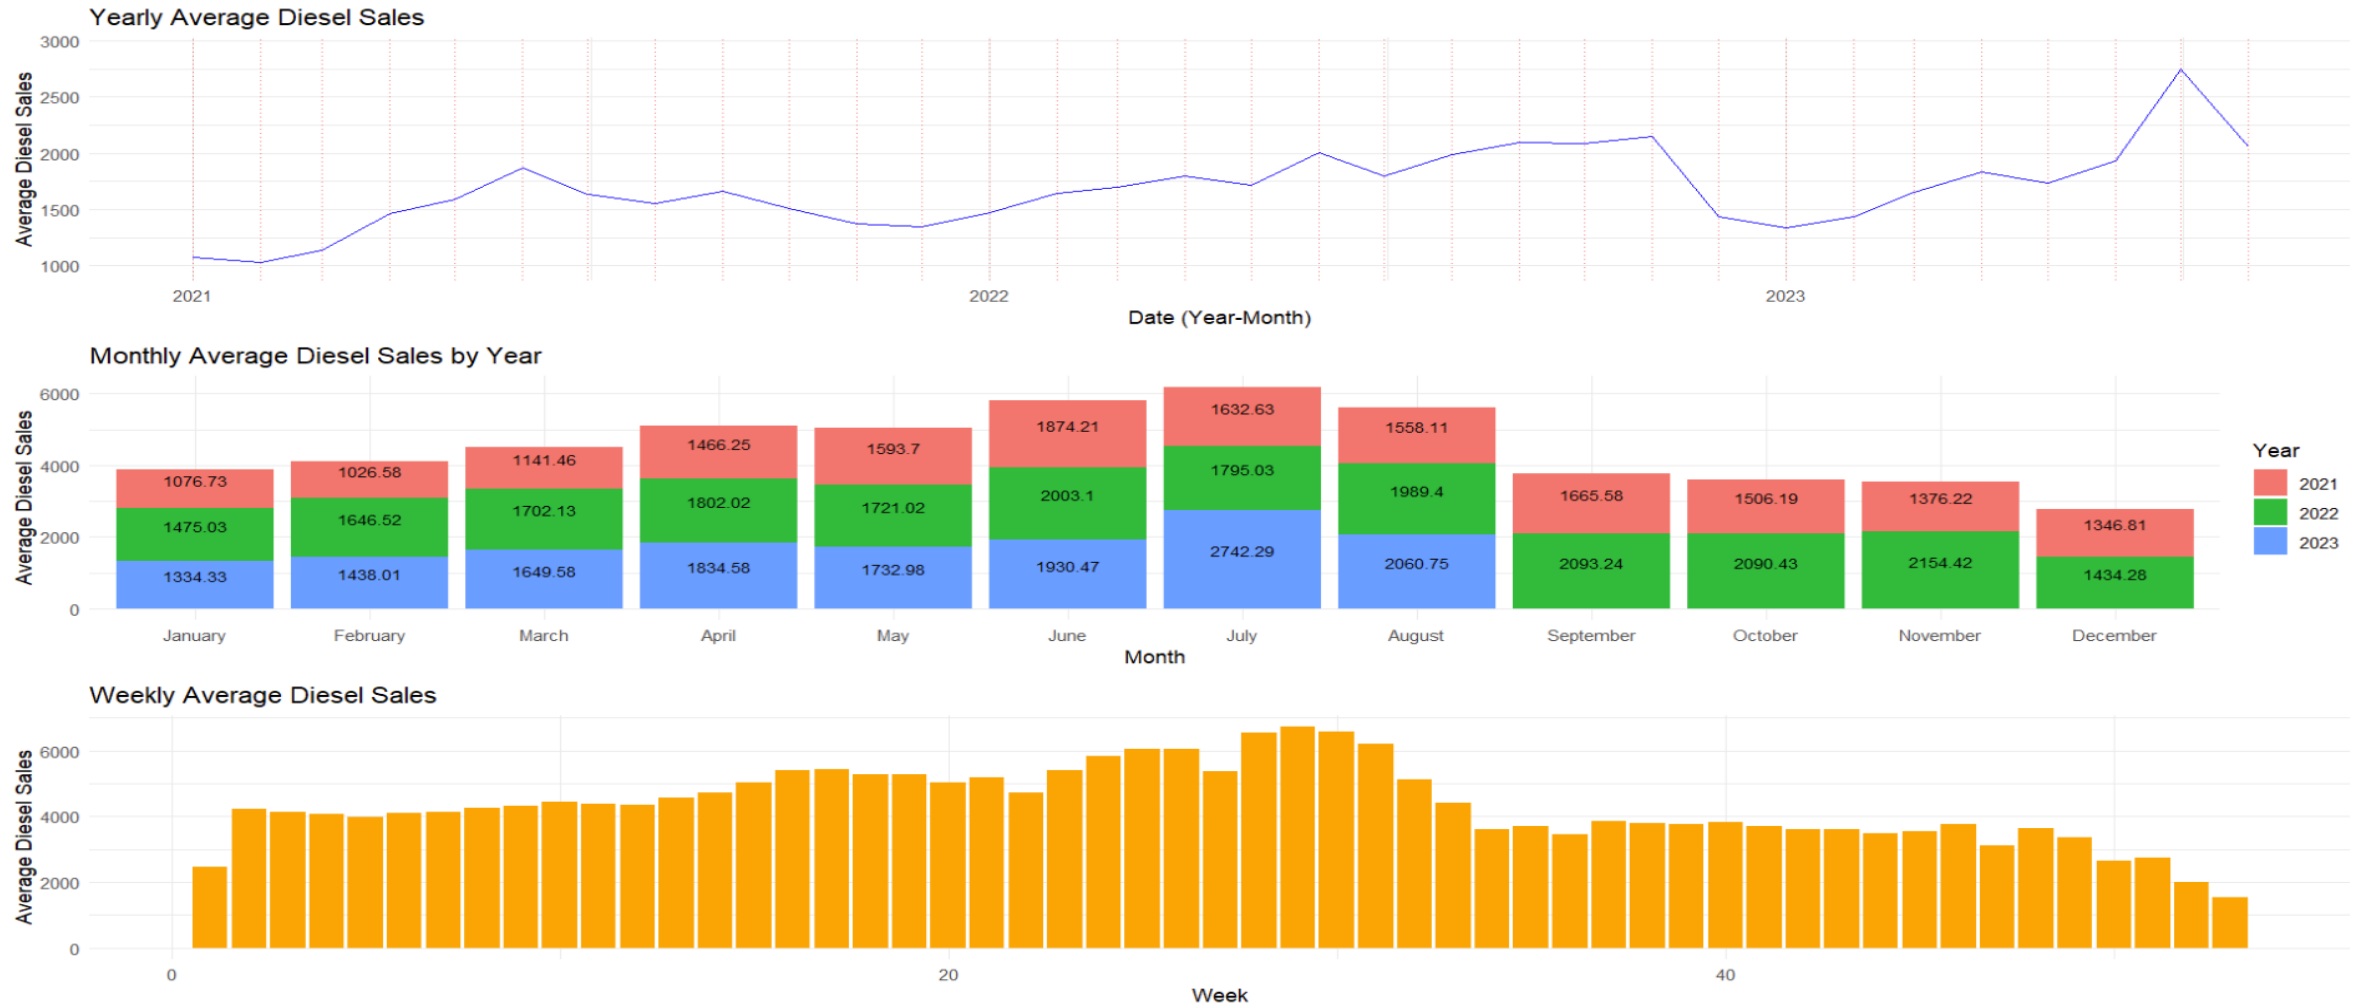 Yearly Average Diesel Sales
Average Diesel Sales
3000
2500
2000
1500
1000
2021 2022 2023
Date (Year-Month)
Monthly Average Diesel Sales by Year
Average Diesel Sales
6000
4000
2000
0
1076.73 1026.58 1141.46 1466.25 1593.7 1874.21 1632.63 1558.11 1665.58 1506.19 1376.22 1346.81
1475.03 1646.52 1702.13 1802.02 1721.02 2003.1 1795.03 1989.4 2093.24 2090.43 2154.42 1434.28
1334.33 1438.01 1649.58 1834.58 1732.98 1930.47 2742.29 2060.75
January February March April May June July August September October November December
Month
Year
2021
2022
2023
Weekly Average Diesel Sales
Average Diesel Sales
6000
4000
2000
0
0 20 40
Week